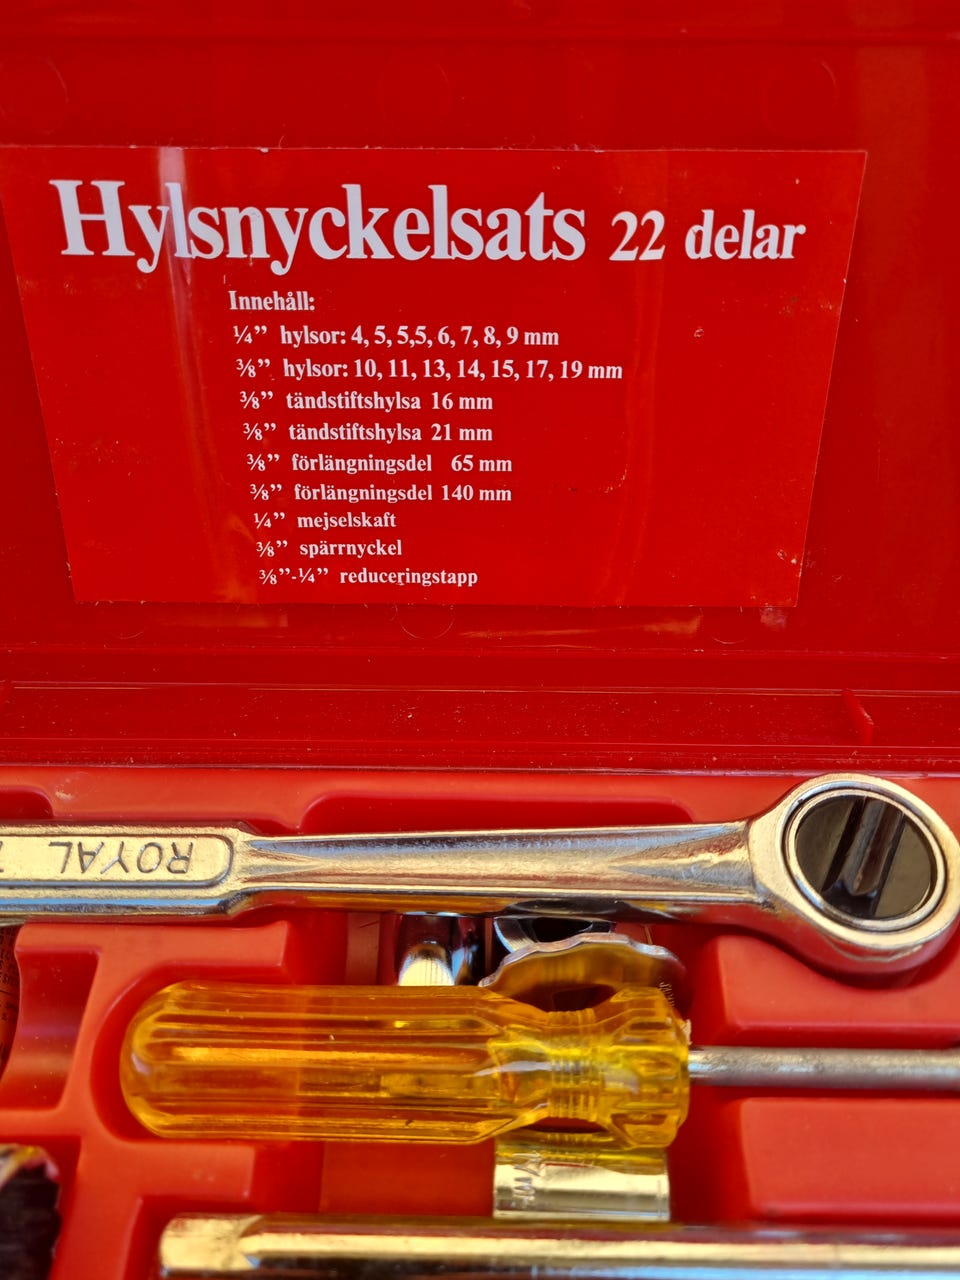 Hylsnyckelsats 22 delar
Innehåll:
¼” hylsor: 4, 5, 5,5, 6, 7, 8, 9 mm
⅜” hylsor: 10, 11, 13, 14, 15, 17, 19 mm
⅜” tändstiftshylsa 16 mm
⅜” tändstiftshylsa 21 mm
⅜” förlängningsdel 65 mm
⅜” förlängningsdel 140 mm
¼” mejselskaft
⅜” spärrnyckel
⅜”-¼” reduceringstapp
ROYAL